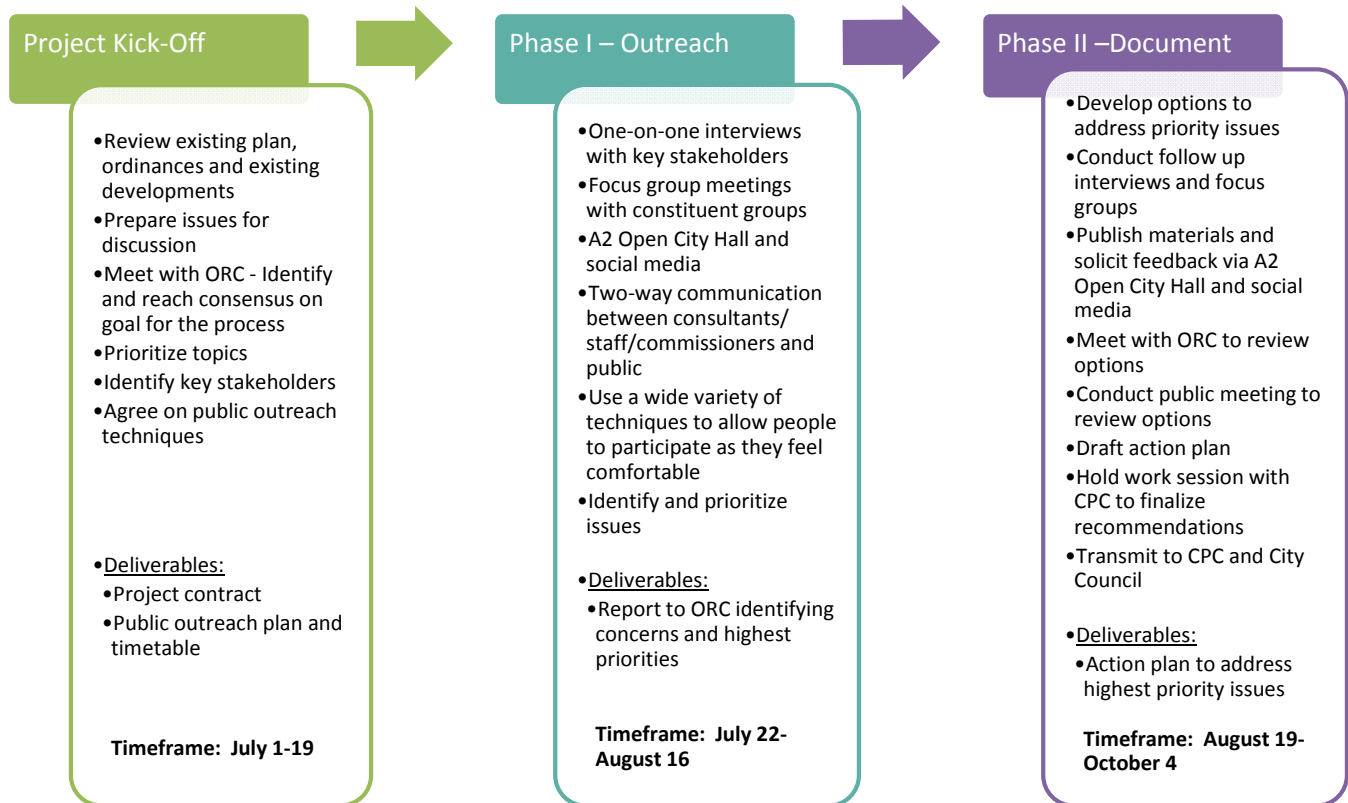 Project Kick-Off
•Review existing plan,
ordinances and existing
developments
•Prepare issues for
discussion
•Meet with ORC - Identify
and reach consensus on
goal for the process
•Prioritize topics
•Identify key stakeholders
•Agree on public outreach
techniques
•Deliverables:
•Project contract
•Public outreach plan and
timetable
Timeframe:  July 1-19
Phase I – Outreach
•One-on-one interviews
with key stakeholders
•Focus group meetings
with constituent groups
•A2 Open City Hall and
social media
•Two-way communication
between consultants/
staff/commissioners and
public
•Use a wide variety of
techniques to allow people
to participate as they feel
comfortable
•Identify and prioritize
issues
•Deliverables:
•Report to ORC identifying
concerns and highest
priorities
Timeframe:  July 22-
August 16
Phase II –Document
•Develop options to
address priority issues
•Conduct follow up
interviews and focus
groups
•Publish materials and
solicit feedback via A2
Open City Hall and social
media
•Meet with ORC to review
options
•Conduct public meeting to
review options
•Draft action plan
•Hold work session with
CPC to finalize
recommendations
•Transmit to CPC and City
Council
•Deliverables:
•Action plan to address
highest priority issues
Timeframe:  August 19-
October 4